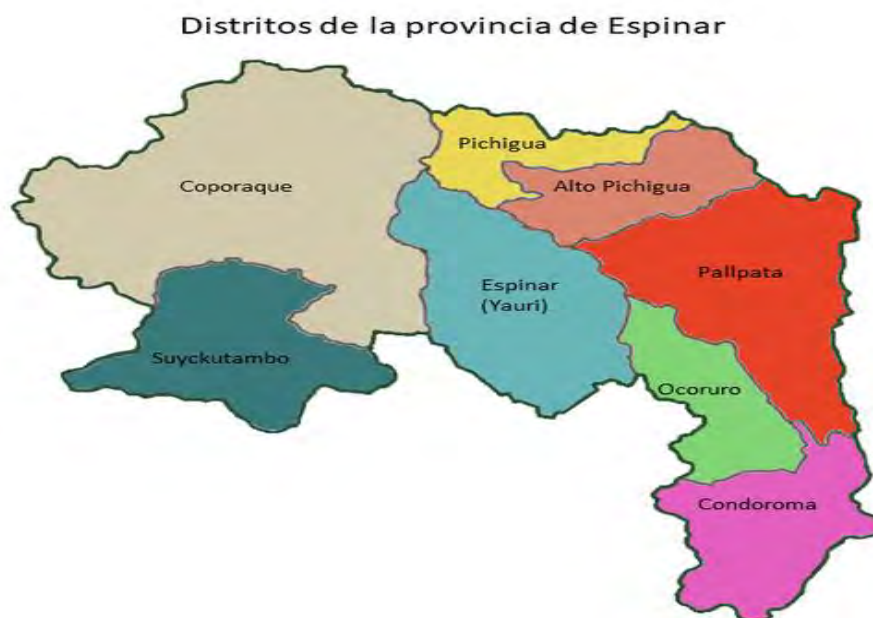 Distritos de la provincia de Espinar
Pichigua
Coporaque
Alto Pichigua
Pallpata
Espinar
(Yauri)
Suyckutambo
Ocoruro
Condoroma